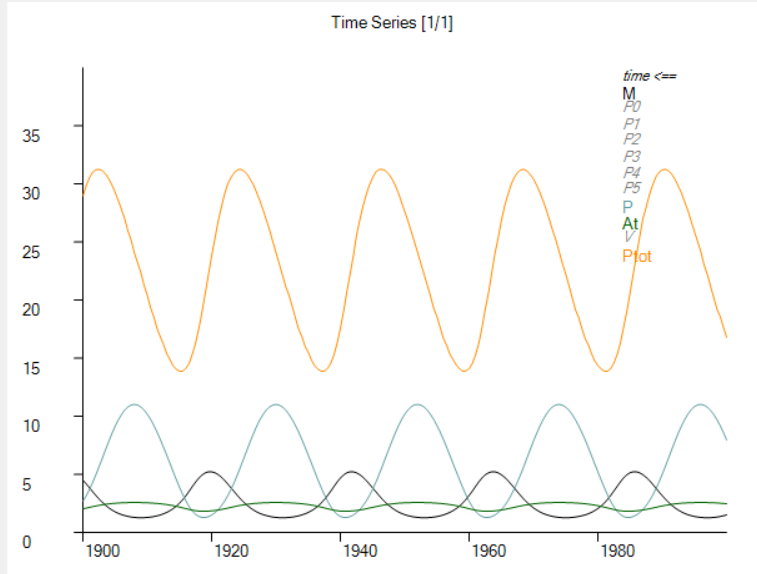 Time Series [1/1]
time <==
M
P0
P1
P2
P3
P4
P5
P
At
V
Ptot
35
30
25
20
15
10
5
0
1900 1920 1940 1960 1980